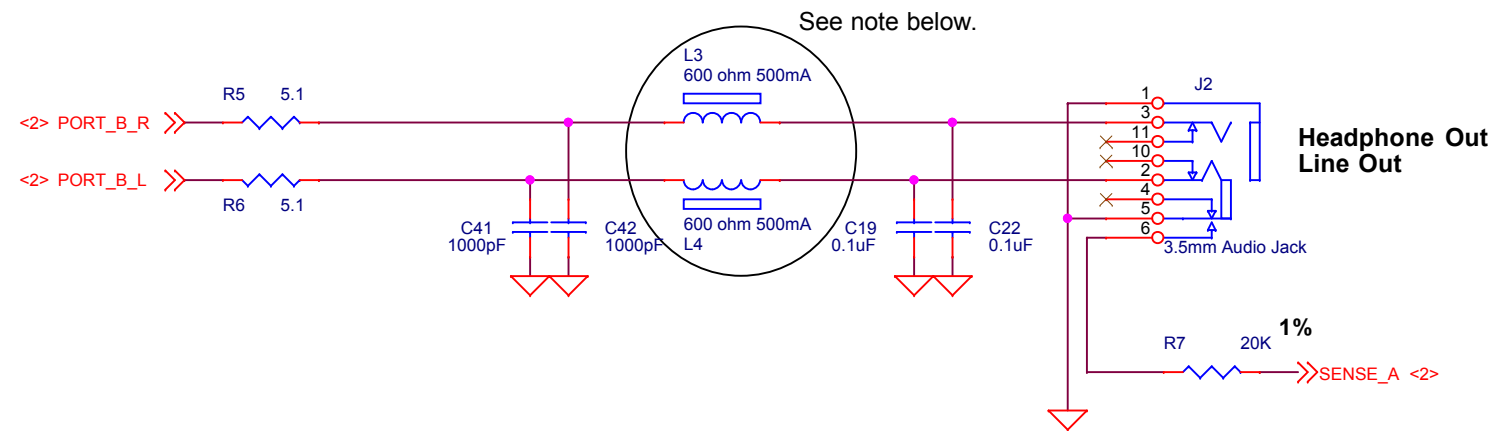 See note below.
L3
600 ohm 500mA
R5 5.1
<2> PORT_B_R
<2> PORT_B_L
R6 5.1
600 ohm 500mA
L4
C41
1000pF
C42
1000pF
C19
0.1uF
C22
0.1uF
J2
1
3
11
10
2
4
5
6
3.5mm Audio Jack
Headphone Out
Line Out
R7 20K 1%
SENSE_A <2>